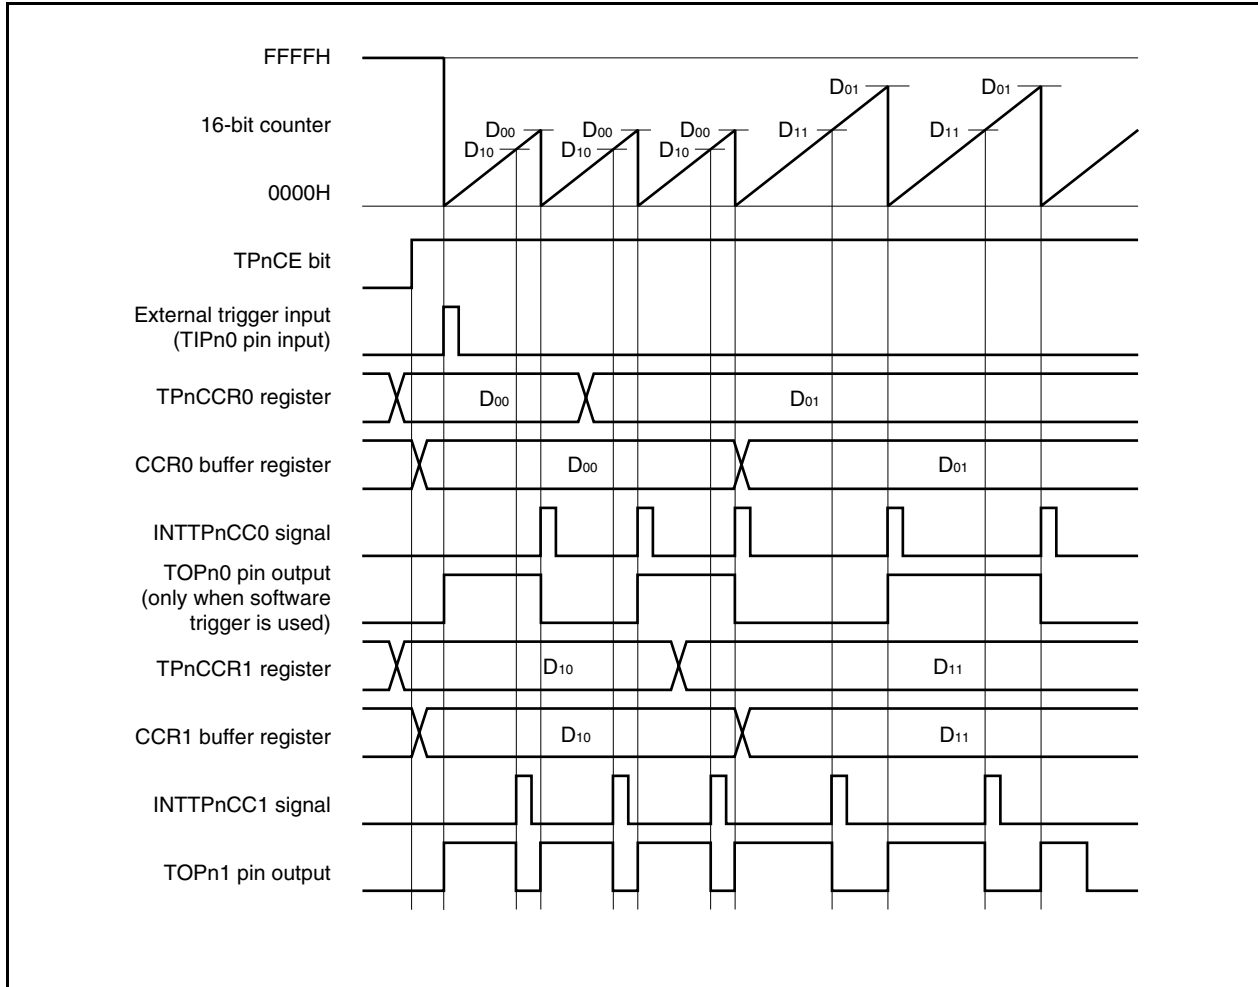 FFFFH
16-bit counter
D01 D01
D00 D00 D00 D11 D11
D10 D10 D10
0000H
TPnCE bit
External trigger input
(TIPn0 pin input)
TPnCCR0 register D00 D01
CCR0 buffer register D00 D01
INTTPnCC0 signal
TOPn0 pin output
(only when software
trigger is used)
TPnCCR1 register D10 D11
CCR1 buffer register D10 D11
INTTPnCC1 signal
TOPn1 pin output